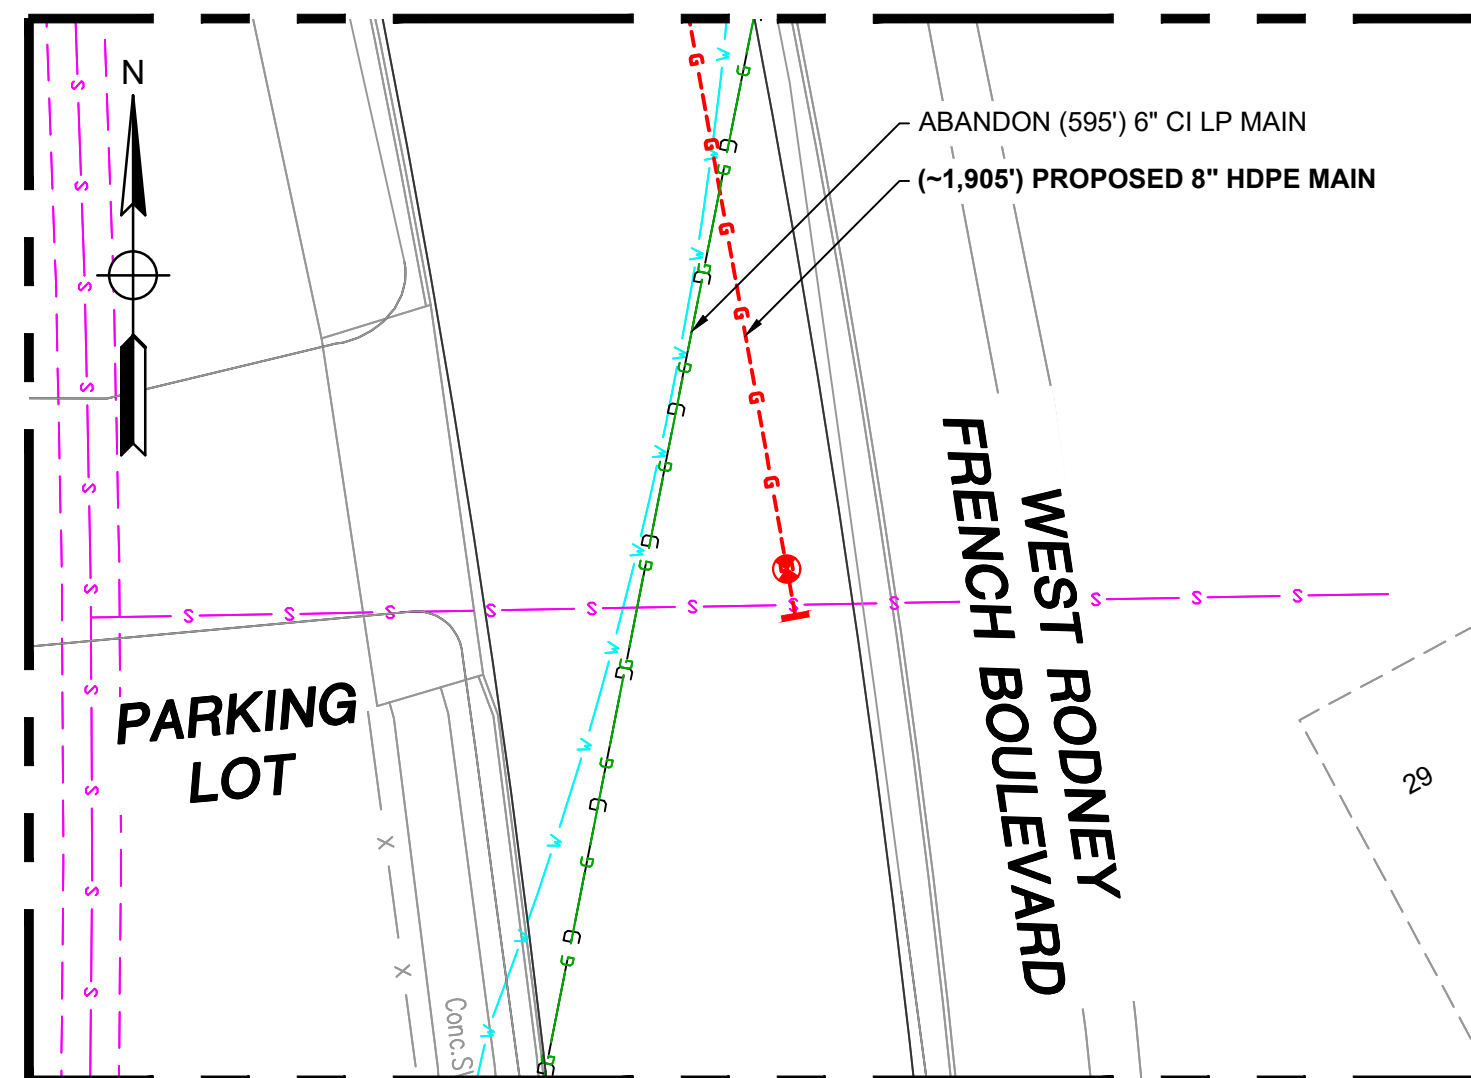 N
ABANDON (595') 6" CI LP MAIN
(~1,905') PROPOSED 8" HDPE MAIN
WEST RODNEY
FRENCH BOULEVARD
PARKING
LOT
29
X
X